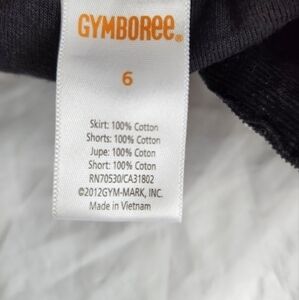 GYMBOREE®
6
Skirt: 100% Cotton
Shorts: 100% Cotton
Jupe: 100% Coton
Short: 100% Coton
RN70530/CA31802
©2012GYM-MARK, INC.
Made in Vietnam